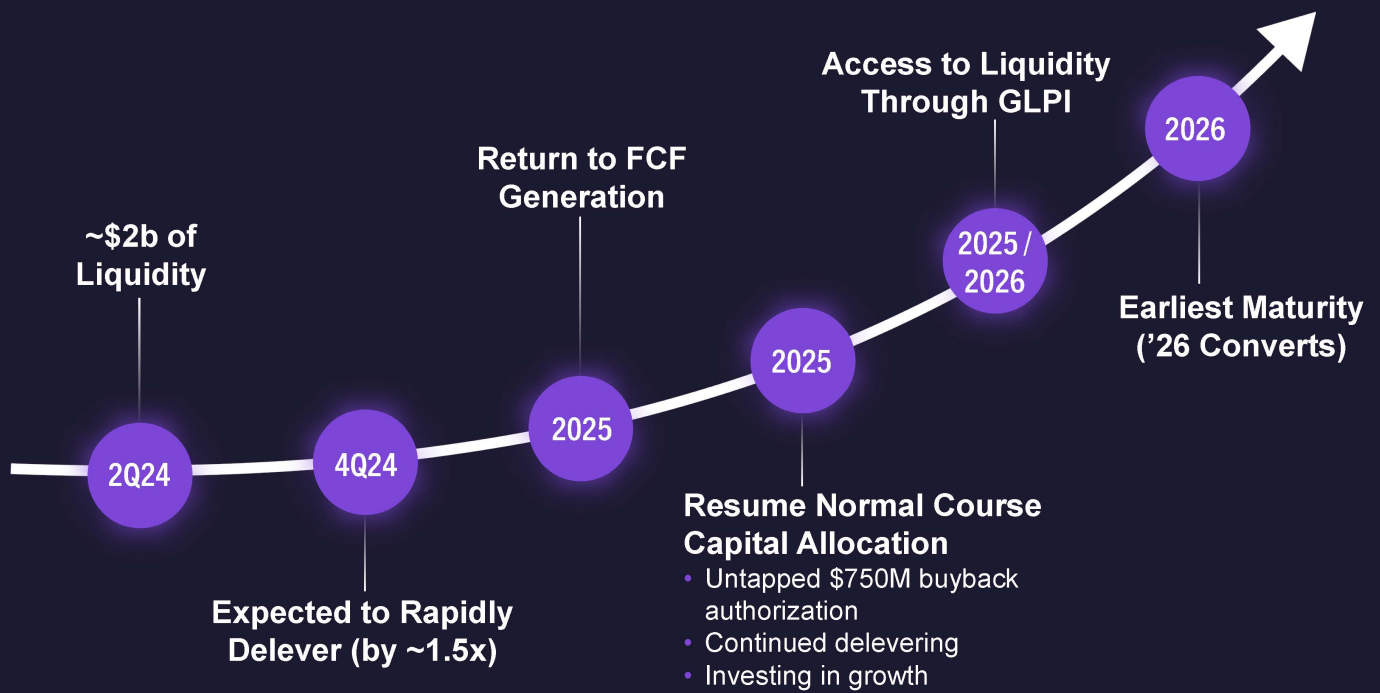 ~$2b of
Liquidity
2Q24
4Q24
Expected to Rapidly
Delever (by ~1.5x)
Return to FCF
Generation
2025
2025
Resume Normal Course
Capital Allocation
• Untapped $750M buyback
authorization
• Continued delevering
• Investing in growth
Access to Liquidity
Through GLPI
2025 /
2026
2026
Earliest Maturity
(’26 Converts)